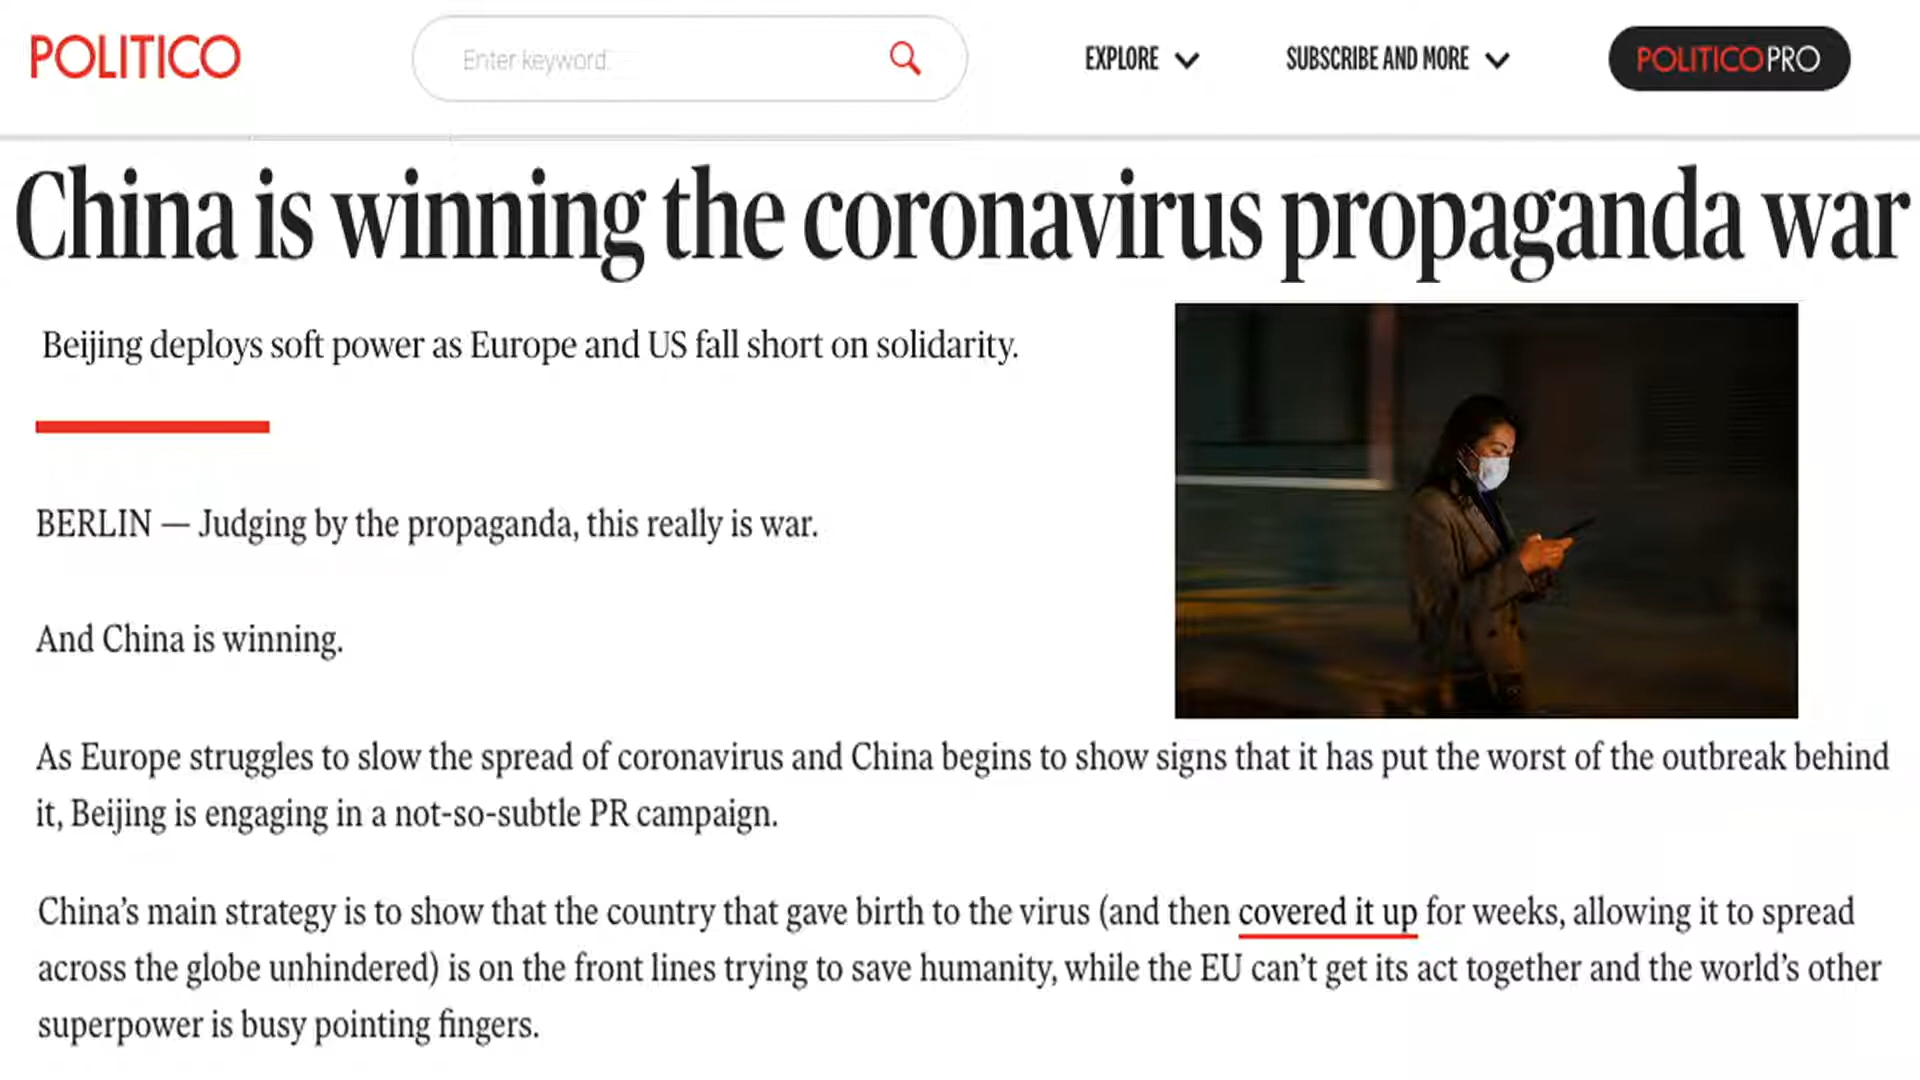 POLITICO
Enter keyword.
EXPLORE
SUBSCRIBE AND MORE
POLITICOPRO
China is winning the coronavirus propaganda war
Beijing deploys soft power as Europe and US fall short on solidarity.
BERLIN — Judging by the propaganda, this really is war.
And China is winning.
As Europe struggles to slow the spread of coronavirus and China begins to show signs that it has put the worst of the outbreak behind
it, Beijing is engaging in a not-so-subtle PR campaign.
China’s main strategy is to show that the country that gave birth to the virus (and then covered it up for weeks, allowing it to spread
across the globe unhindered) is on the front lines trying to save humanity, while the EU can’t get its act together and the world’s other
superpower is busy pointing fingers.